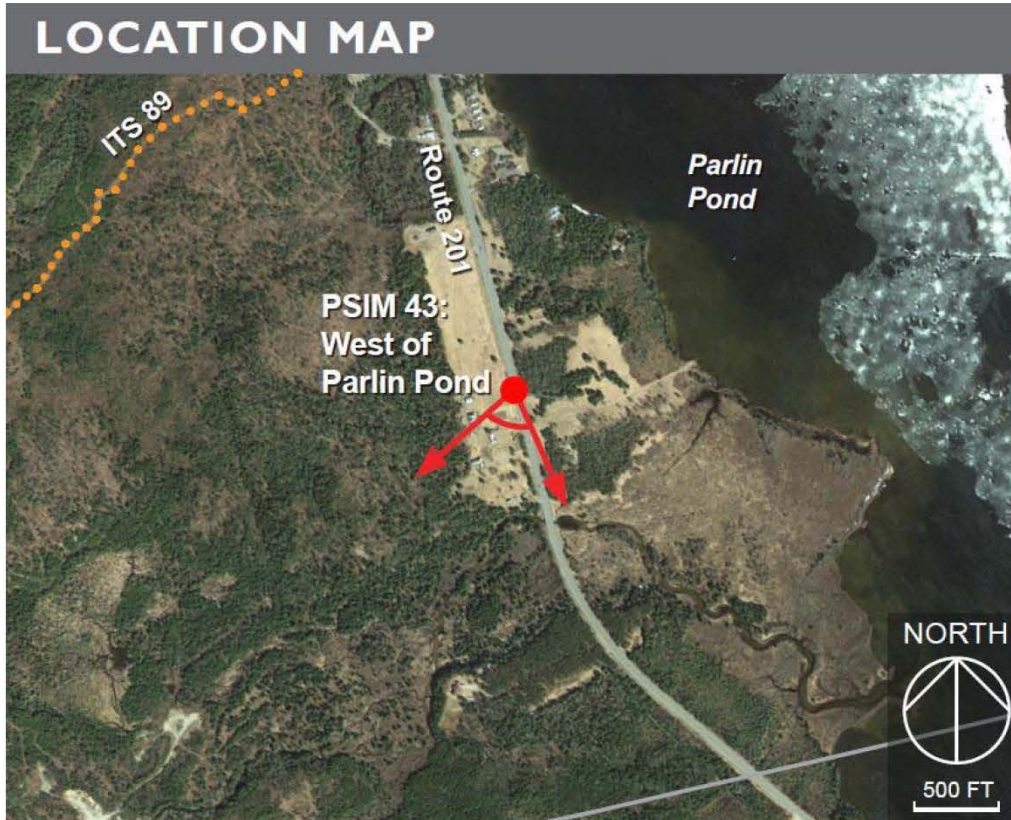 LOCATION MAP
ITS 89
Route 201
Parlin
Pond
PSIM 43:
West of
Parlin Pond
NORTH
500 FT